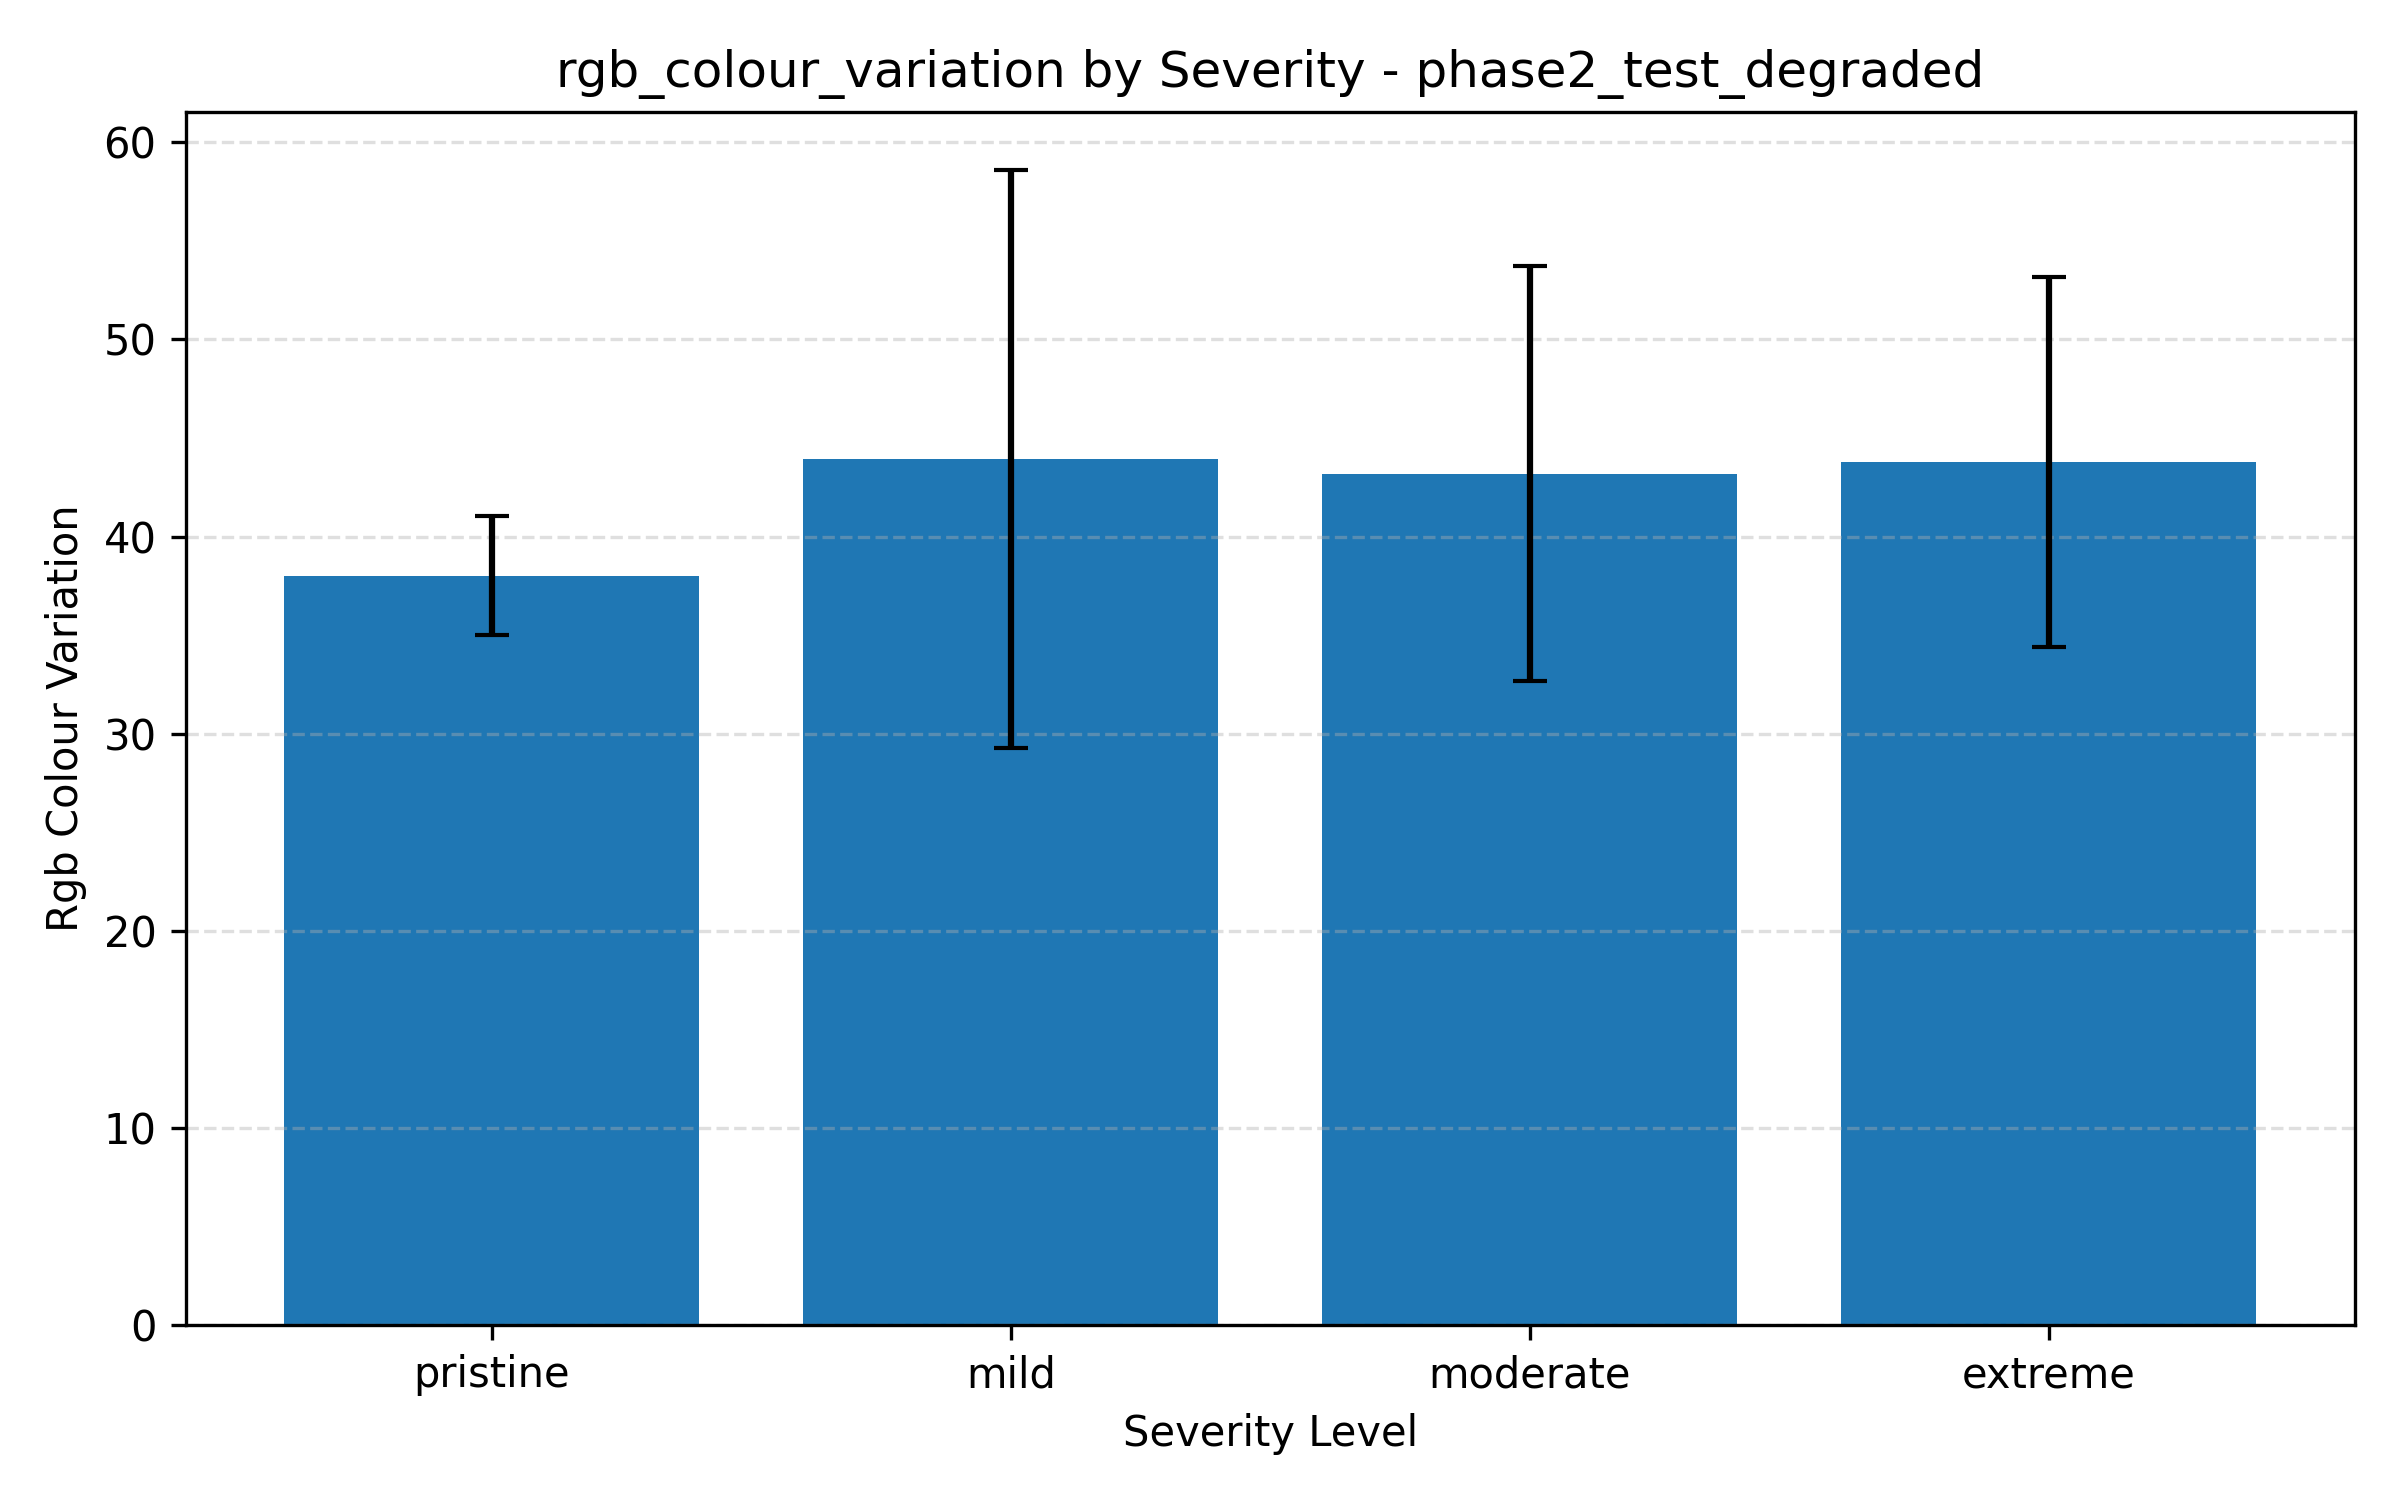 rgb_colour_variation by Severity - phase2_test_degraded
60
50
40
30
20
10
0
Rgb Colour Variation
pristine
mild
moderate
extreme
Severity Level